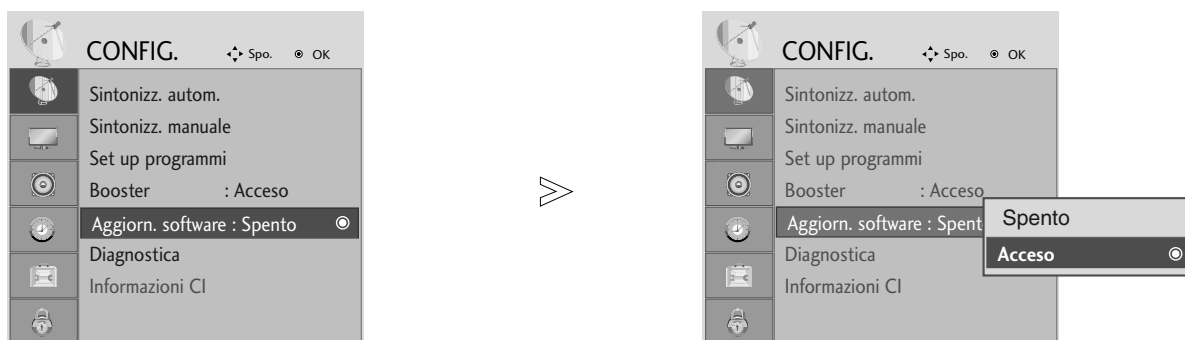 CONFIG. Spo. OK
Sintonizz. autom.
Sintonizz. manuale
Set up programmi
Booster : Acceso
Aggiorn. software : Spento
Diagnostica
Informazioni CI
CONFIG. Spo. OK
Sintonizz. autom.
Sintonizz. manuale
Set up programmi
Booster : Acceso
Aggiorn. software : Spent
Diagnostica
Informazioni CI
Spento
Acceso